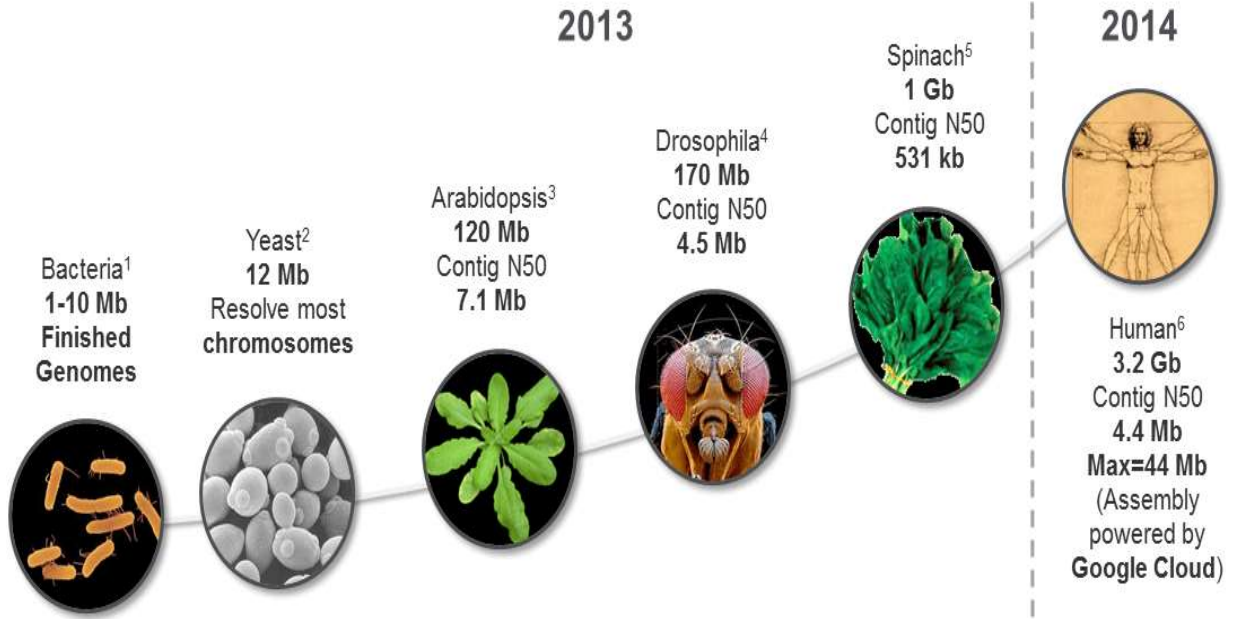 2013
2014
Bacteria¹
1-10 Mb
Finished
Genomes
Yeast²
12 Mb
Resolve most
chromosomes
Arabidopsis³
120 Mb
Contig N50
7.1 Mb
Drosophila⁴
170 Mb
Contig N50
4.5 Mb
Spinach⁵
1 Gb
Contig N50
531 kb
Human⁶
3.2 Gb
Contig N50
4.4 Mb
Max=44 Mb
(Assembly
powered by
Google Cloud)